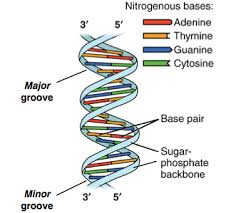 Nitrogenous bases:
Adenine
Thymine
Guanine
Cytosine
3′ 5′
Major
groove
Base pair
Sugar-
phosphate
backbone
Minor
groove
3′ 5′